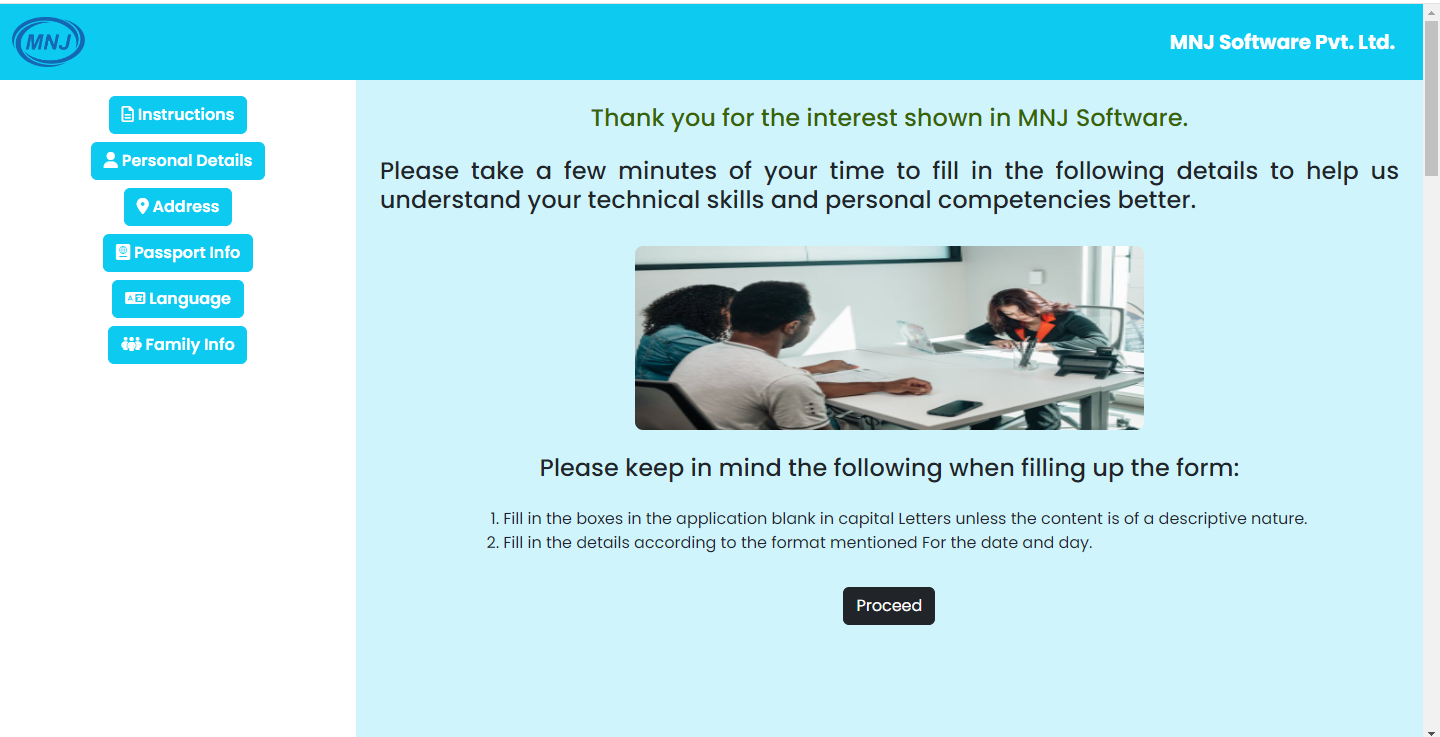 MNJ
MNJ Software Pvt. Ltd.
Instructions
Personal Details
Address
Passport Info
Language
Family Info
Thank you for the interest shown in MNJ Software.
Please take a few minutes of your time to fill in the following details to help us
understand your technical skills and personal competencies better.
Please keep in mind the following when filling up the form:
1. Fill in the boxes in the application blank in capital Letters unless the content is of a descriptive nature.
2. Fill in the details according to the format mentioned For the date and day.
Proceed